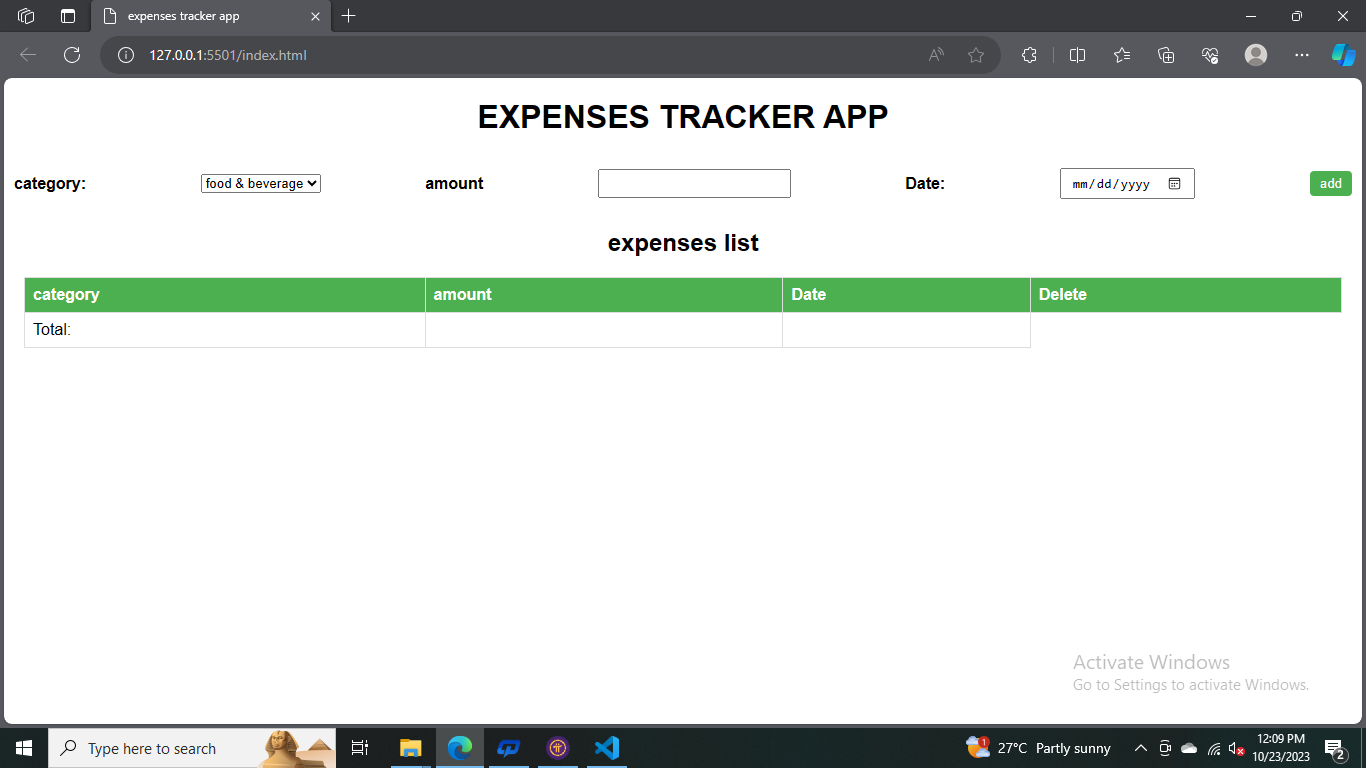 expenses tracker app
127.0.0.1:5501/index.html
EXPENSES TRACKER APP
category: food & beverage amount Date: mm/dd/yyyy add
expenses list
category amount Date Delete
Total:
Activate Windows
Go to Settings to activate Windows.
Type here to search 1 27°C Partly sunny 12:09 PM
10/23/2023 2